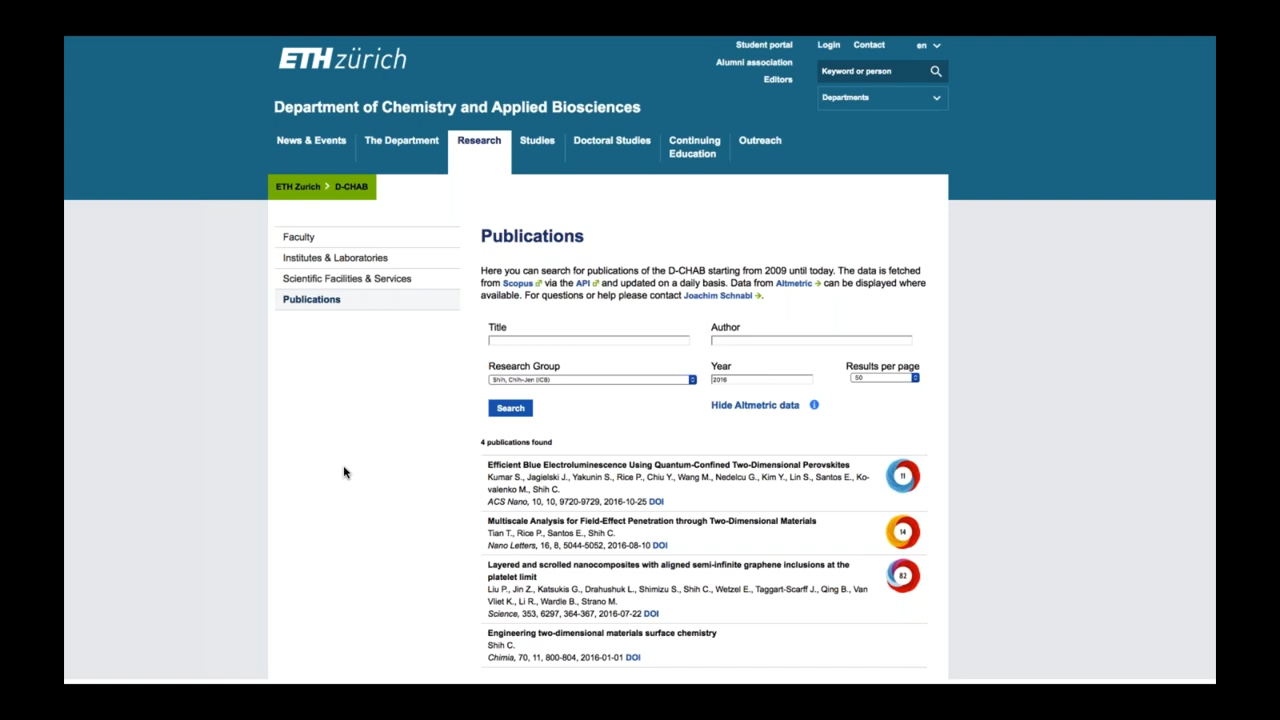 ETH zürich
Student portal
Alumni association
Editors
Login Contact en
Keyword or person
Departments
Department of Chemistry and Applied Biosciences
News & Events The Department Research Studies Doctoral Studies Continuing Education Outreach
ETH Zurich > D-CHAB
Faculty
Institutes & Laboratories
Scientific Facilities & Services
Publications
Publications
Here you can search for publications of the D-CHAB starting from 2009 until today. The data is fetched
from Scopus via the API and updated on a daily basis. Data from Altmetric can be displayed where
available. For questions or help please contact Joachim Schnabl.
Title Author
Research Group Year Results per page
Shih, Chih-Jen (ICB) 2016 50
Search Hide Altmetric data i
4 publications found
Efficient Blue Electroluminescence Using Quantum-Confined Two-Dimensional Perovskites
Kumar S., Jagielski J., Yakunin S., Rice P., Chiu Y., Wang M., Nedelcu G., Kim Y., Lin S., Santos E., Ko-
valenko M., Shih C.
ACS Nano, 10, 10, 9720-9729, 2016-10-25 DOI
11
Multiscale Analysis for Field-Effect Penetration through Two-Dimensional Materials
Tian T., Rice P., Santos E., Shih C.
Nano Letters, 16, 8, 5044-5052, 2016-08-10 DOI
14
Layered and scrolled nanocomposites with aligned semi-infinite graphene inclusions at the
platelet limit
Liu P., Jin Z., Katsukis G., Drahushuk L., Shimizu S., Shih C., Wetzel E., Taggart-Scarff J., Qing B., Van
Vliet K., Li R., Wardle B., Strano M.
Science, 353, 6297, 364-367, 2016-07-22 DOI
82
Engineering two-dimensional materials surface chemistry
Shih C.
Chimia, 70, 11, 800-804, 2016-01-01 DOI